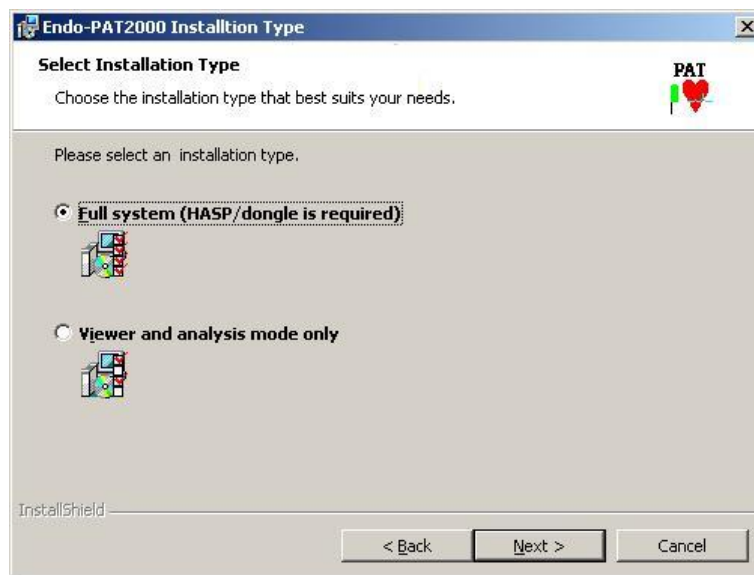 Endo-PAT2000 Installtion Type
Select Installation Type
Choose the installation type that best suits your needs.
PAT
Please select an  installation type.
Full system (HASP/dongle is required)
Viewer and analysis mode only
InstallShield
< Back
Next >
Cancel